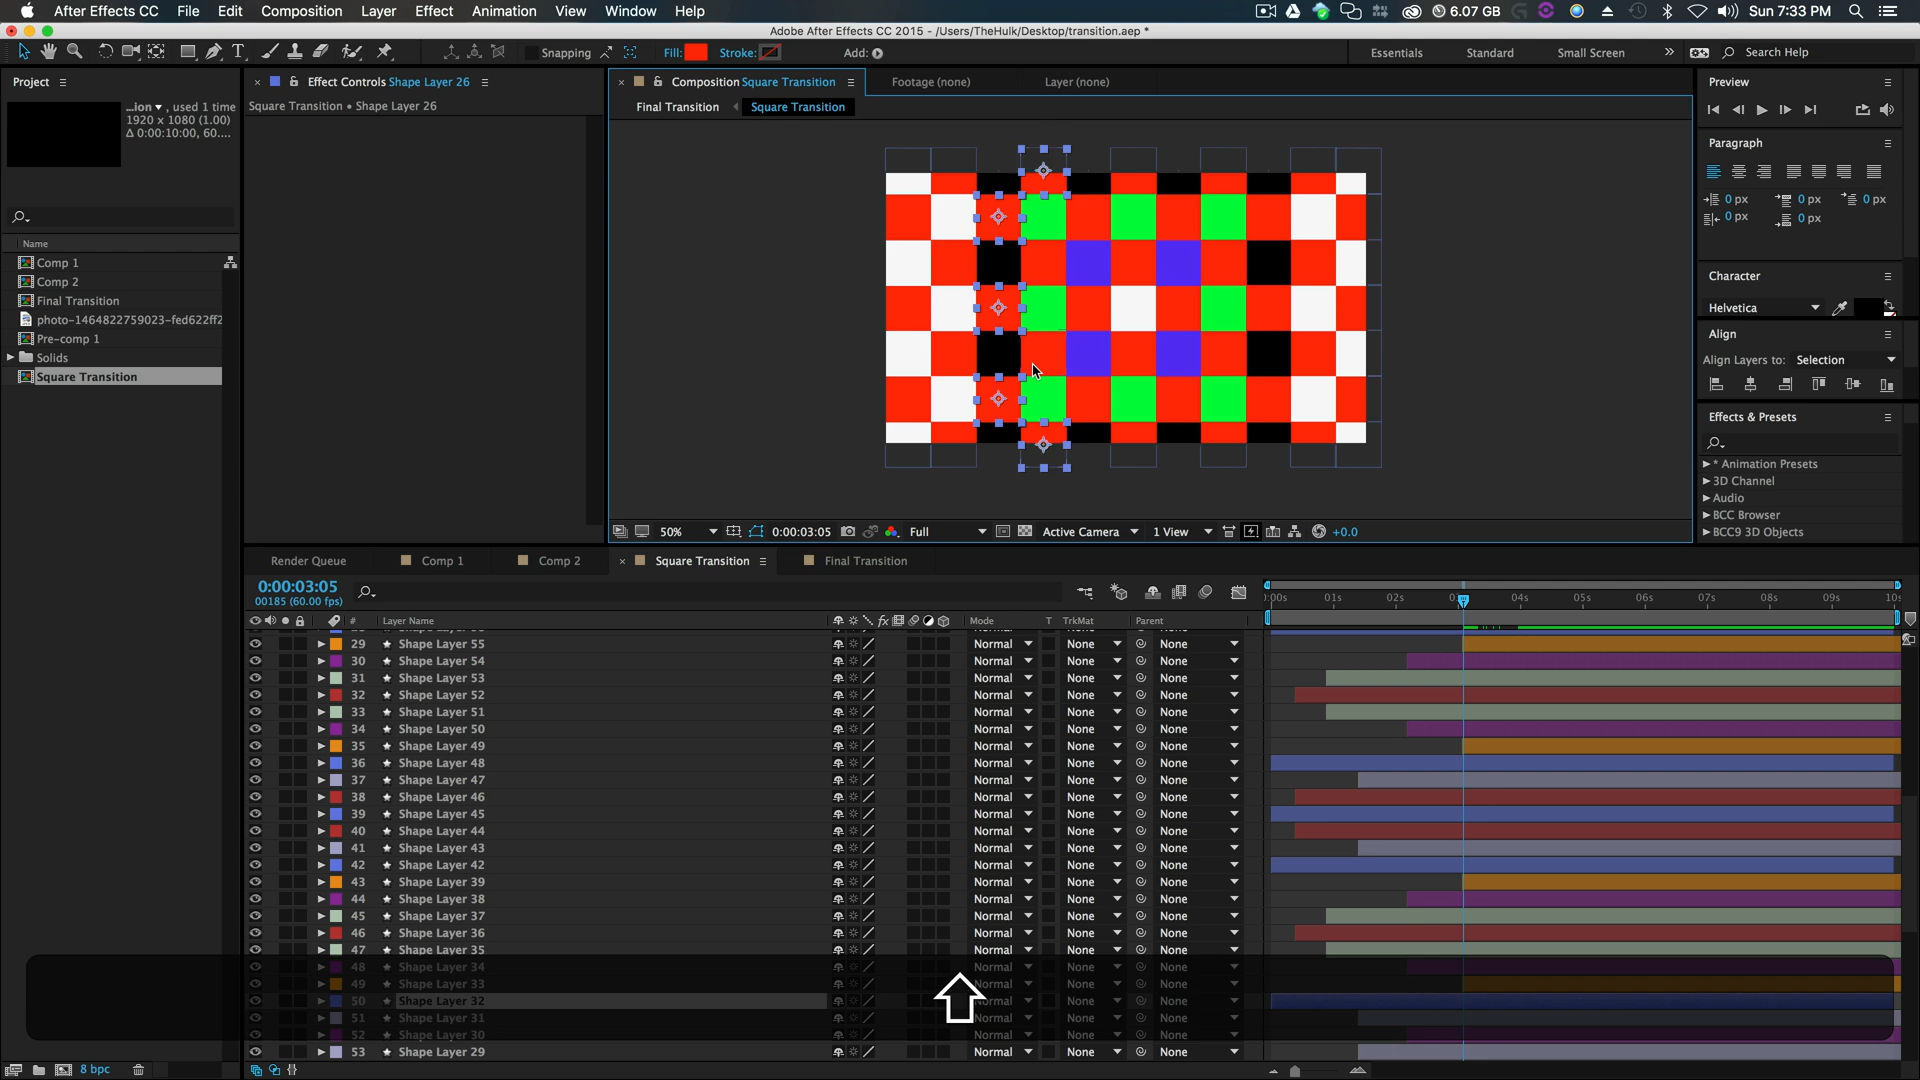 After Effects CC File Edit Composition Layer Effect Animation View Window Help 6.07 GB Sun 7:33 PM
Adobe After Effects CC 2015 - /Users/TheHulk/Desktop/transition.aep *
Snapping Fill: Stroke: Add: Essentials Standard Small Screen Search Help
Project
...ion ▾, used 1 time
1920 x 1080 (1.00)
Δ 0:00:10:00, 60....
Name
Comp 1
Comp 2
Final Transition
photo-1464822759023-fed622ff2
Pre-comp 1
Solids
Square Transition
8 bpc
Effect Controls Shape Layer 26
Square Transition • Shape Layer 26
Composition Square Transition Footage (none) Layer (none)
Final Transition Square Transition
50% 0:00:03:05 Full Active Camera 1 View +0.0
Preview
Paragraph
0 px 0 px 0 px
0 px 0 px
Character
Helvetica
Align
Align Layers to: Selection
Effects & Presets
* Animation Presets
3D Channel
Audio
BCC Browser
BCC9 3D Objects
Render Queue Comp 1 Comp 2 Square Transition Final Transition
0:00:03:05
00185 (60.00 fps)
:00s 01s 02s 04s 05s 06s 07s 08s 09s 10s
# Layer Name Mode T TrkMat Parent
29 Shape Layer 55 Normal None None
30 Shape Layer 54 Normal None None
31 Shape Layer 53 Normal None None
32 Shape Layer 52 Normal None None
33 Shape Layer 51 Normal None None
34 Shape Layer 50 Normal None None
35 Shape Layer 49 Normal None None
36 Shape Layer 48 Normal None None
37 Shape Layer 47 Normal None None
38 Shape Layer 46 Normal None None
39 Shape Layer 45 Normal None None
40 Shape Layer 44 Normal None None
41 Shape Layer 43 Normal None None
42 Shape Layer 42 Normal None None
43 Shape Layer 39 Normal None None
44 Shape Layer 38 Normal None None
45 Shape Layer 37 Normal None None
46 Shape Layer 36 Normal None None
47 Shape Layer 35 Normal None None
48 Shape Layer 34 Normal None None
49 Shape Layer 33 Normal None None
50 Shape Layer 32 Normal None None
51 Shape Layer 31 Normal None None
52 Shape Layer 30 Normal None None
53 Shape Layer 29 Normal None None